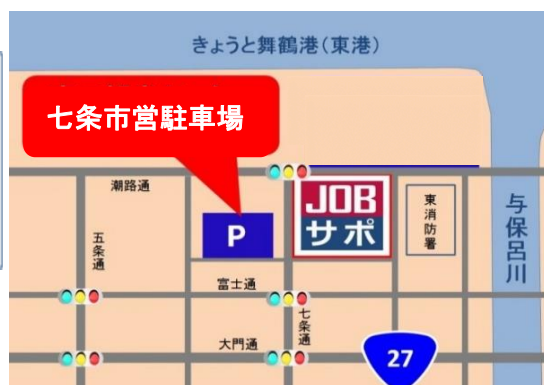 きょうと舞鶴港(東港)
七条市営駐車場
潮路通
JOB
サポ
東消防署
与保呂川
五条通
P
富士通
七条通
大門通
27